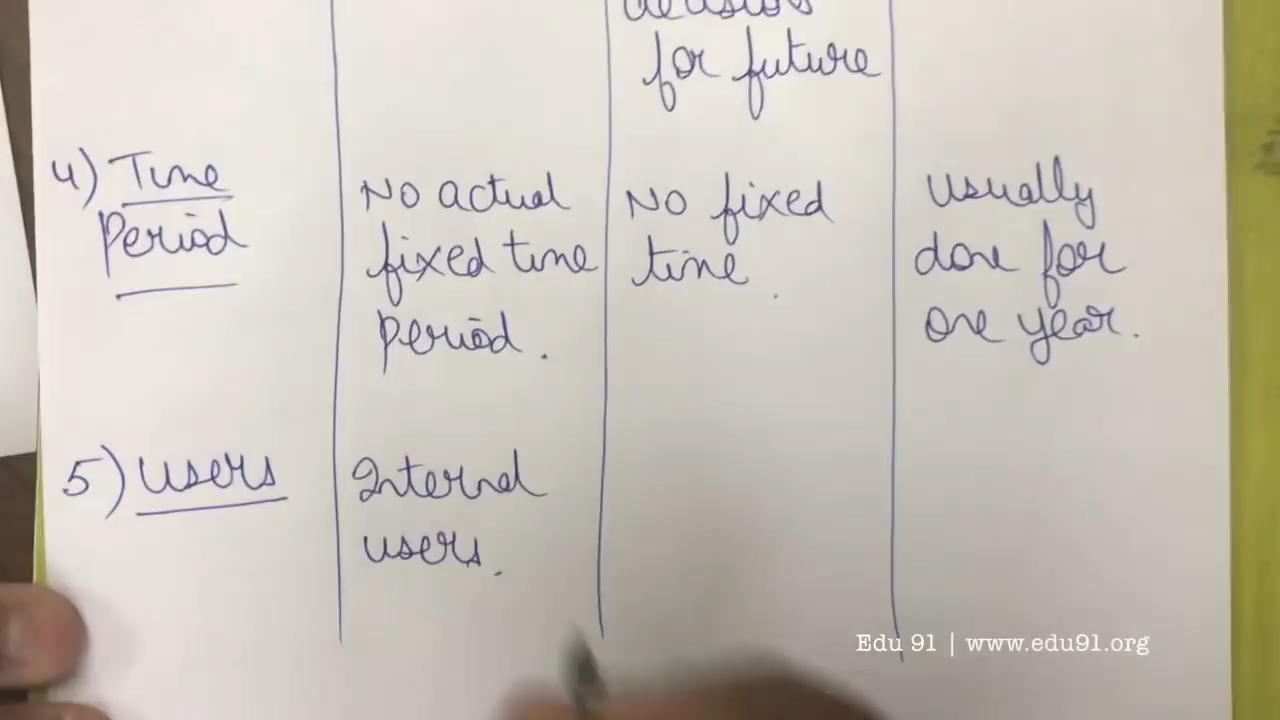 decisions
for future
4) Time
Period
No actual
fixed time
period.
No fixed
time.
Usually
done for
one year.
5) Users
Internal
users.
Edu 91 | www.edu91.org